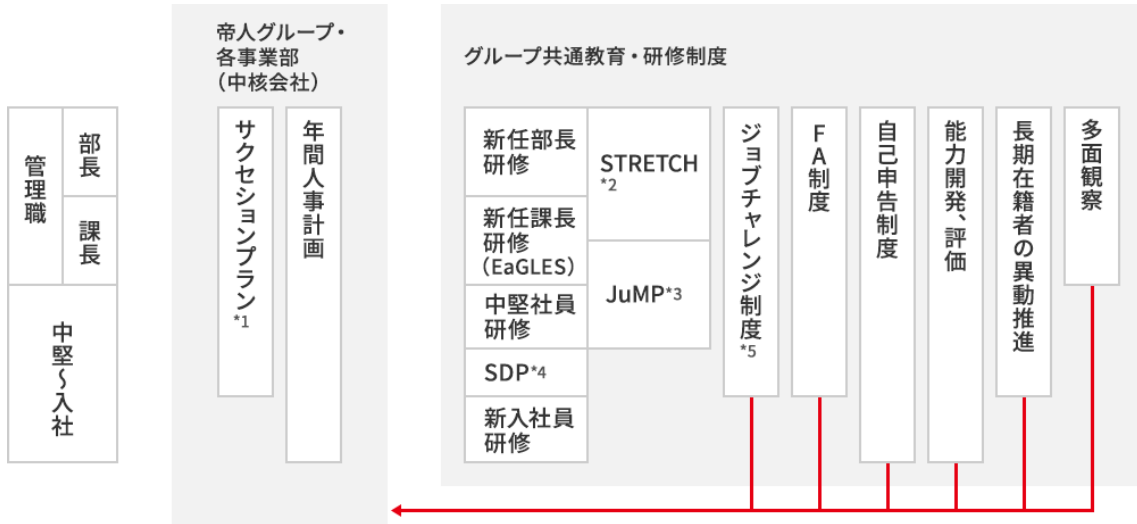 帝人グループ・
各事業部
（中核会社）
グループ共通教育・研修制度
管理職
部長
課長
中堅～入社
サクセションプラン
*1
年間人事計画
新任部長
研修
新任課長
研修
（EaGLES）
中堅社員
研修
SDP*4
新入社員
研修
STRETCH
*2
JuMP*3
ジョブチャレンジ制度
*5
FA制度
自己申告制度
能力開発、評価
長期在籍者の異動推進
多面観察